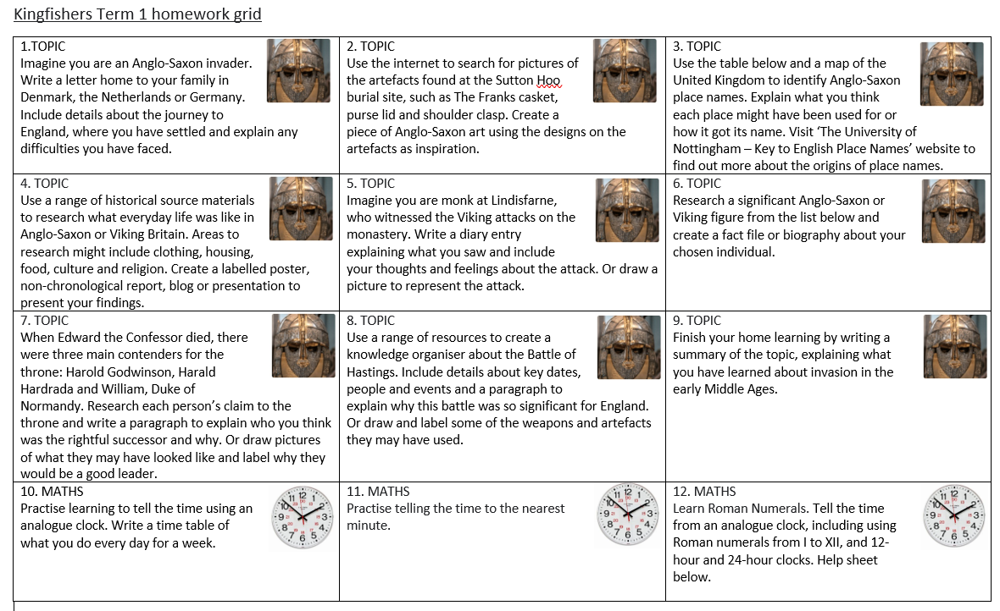 Kingfishers Term 1 homework grid
1.TOPIC
Imagine you are an Anglo-Saxon invader.
Write a letter home to your family in
Denmark, the Netherlands or Germany.
Include details about the journey to
England, where you have settled and explain any
difficulties you have faced.
2. TOPIC
Use the internet to search for pictures of
the artefacts found at the Sutton Hoo
burial site, such as The Franks casket,
purse lid and shoulder clasp. Create a
piece of Anglo-Saxon art using the designs on the
artefacts as inspiration.
3. TOPIC
Use the table below and a map of the
United Kingdom to identify Anglo-Saxon
place names. Explain what you think
each place might have been used for or
how it got its name. Visit ‘The University of
Nottingham – Key to English Place Names’ website to
find out more about the origins of place names.
4. TOPIC
Use a range of historical source materials
to research what everyday life was like in
Anglo-Saxon or Viking Britain. Areas to
research might include clothing, housing,
food, culture and religion. Create a labelled poster,
non-chronological report, blog or presentation to
present your findings.
5. TOPIC
Imagine you are monk at Lindisfarne,
who witnessed the Viking attacks on the
monastery. Write a diary entry
explaining what you saw and include
your thoughts and feelings about the attack. Or draw a
picture to represent the attack.
6. TOPIC
Research a significant Anglo-Saxon or
Viking figure from the list below and
create a fact file or biography about your
chosen individual.
7. TOPIC
When Edward the Confessor died, there
were three main contenders for the
throne: Harold Godwinson, Harald
Hardrada and William, Duke of
Normandy. Research each person’s claim to the
throne and write a paragraph to explain who you think
was the rightful successor and why. Or draw pictures
of what they may have looked like and label why they
would be a good leader.
8. TOPIC
Use a range of resources to create a
knowledge organiser about the Battle of
Hastings. Include details about key dates,
people and events and a paragraph to
explain why this battle was so significant for England.
Or draw and label some of the weapons and artefacts
they may have used.
9. TOPIC
Finish your home learning by writing a
summary of the topic, explaining what
you have learned about invasion in the
early Middle Ages.
10. MATHS
Practise learning to tell the time using an
analogue clock. Write a time table of
what you do every day for a week.
11. MATHS
Practise telling the time to the nearest
minute.
12. MATHS
Learn Roman Numerals. Tell the time
from an analogue clock, including using
Roman numerals from I to XII, and 12-
hour and 24-hour clocks. Help sheet
below.